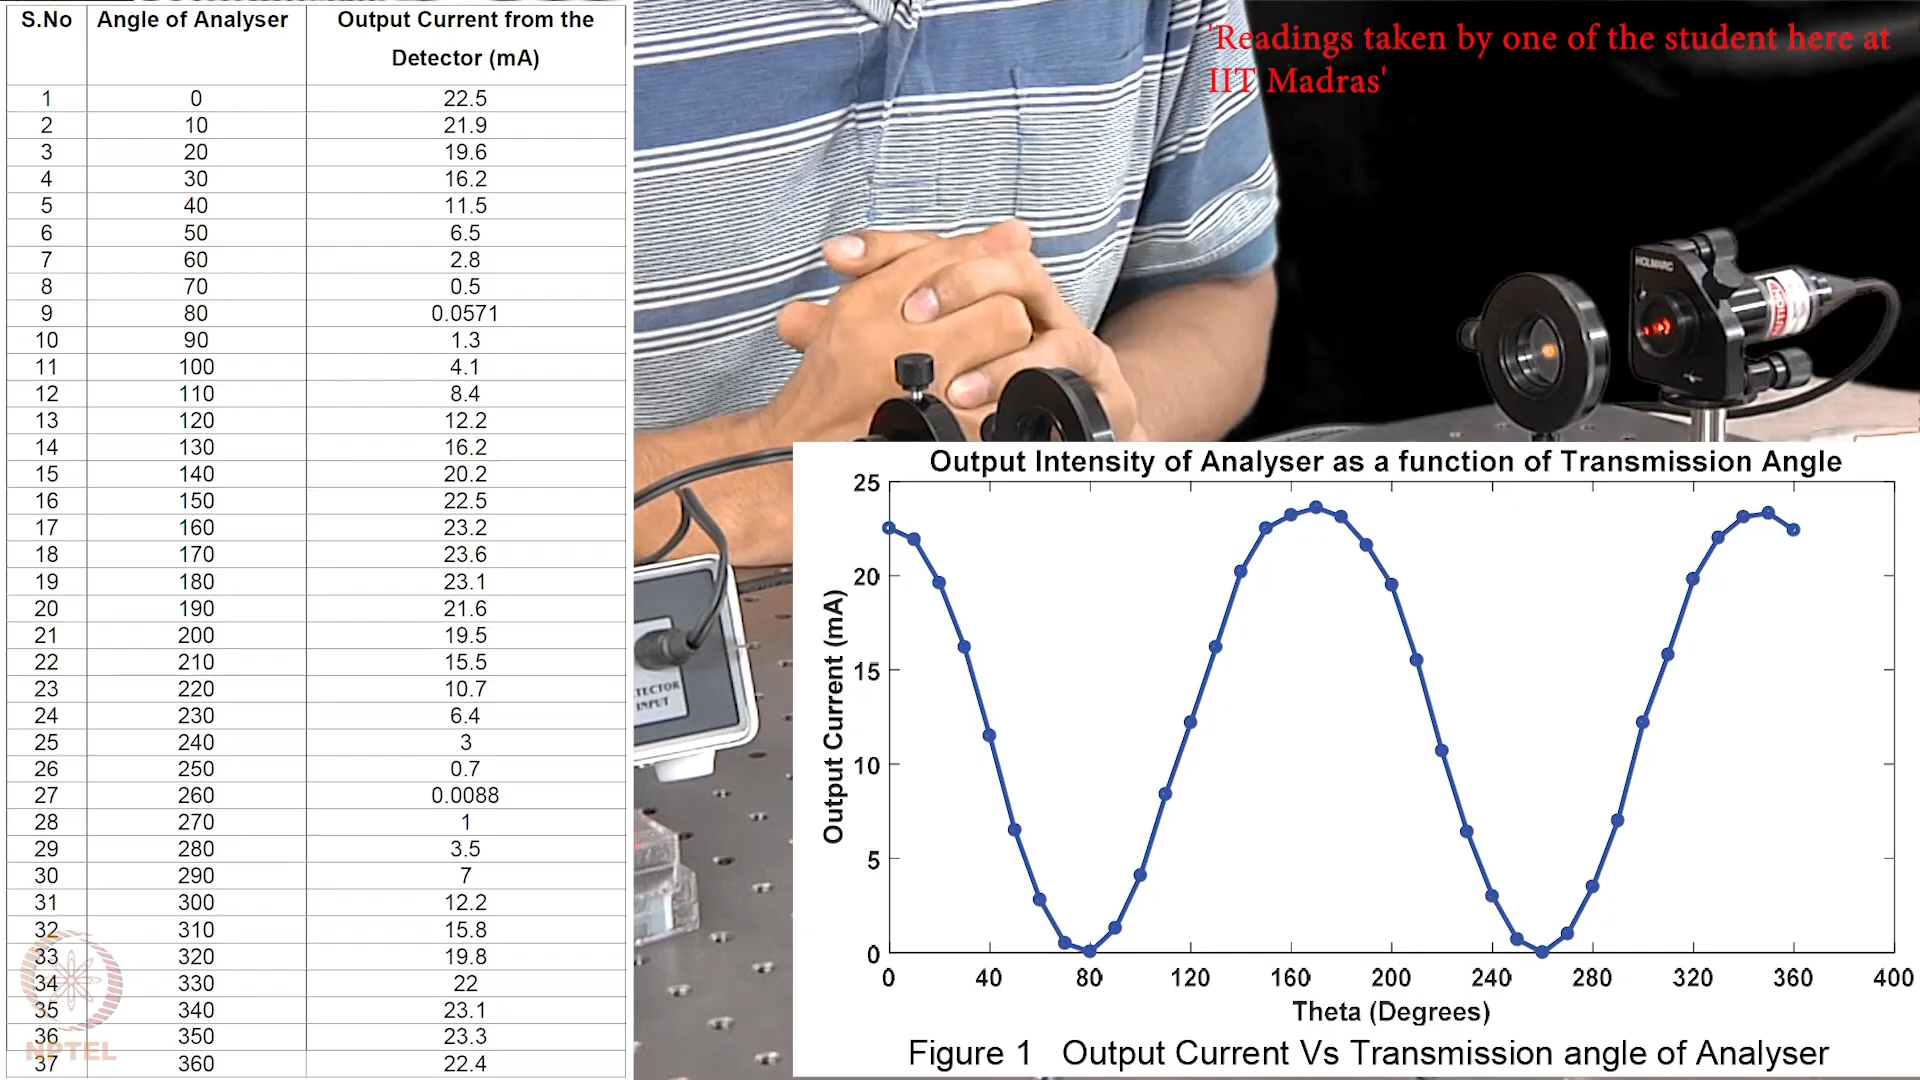 S.No Angle of Analyser Output Current from the
Detector (mA)
1 0 22.5
2 10 21.9
3 20 19.6
4 30 16.2
5 40 11.5
6 50 6.5
7 60 2.8
8 70 0.5
9 80 0.0571
10 90 1.3
11 100 4.1
12 110 8.4
13 120 12.2
14 130 16.2
15 140 20.2
16 150 22.5
17 160 23.2
18 170 23.6
19 180 23.1
20 190 21.6
21 200 19.5
22 210 15.5
23 220 10.7
24 230 6.4
25 240 3
26 250 0.7
27 260 0.0088
28 270 1
29 280 3.5
30 290 7
31 300 12.2
32 310 15.8
33 320 19.8
34 330 22
35 340 23.1
36 350 23.3
37 360 22.4
NPTEL
'Readings taken by one of the student here at
IIT Madras'
HOLMARC
TECTOR
INPUT
Output Intensity of Analyser as a function of Transmission Angle
Output Current (mA)
25
20
15
10
5
0
0 40 80 120 160 200 240 280 320 360 400
Theta (Degrees)
Figure 1 Output Current Vs Transmission angle of Analyser